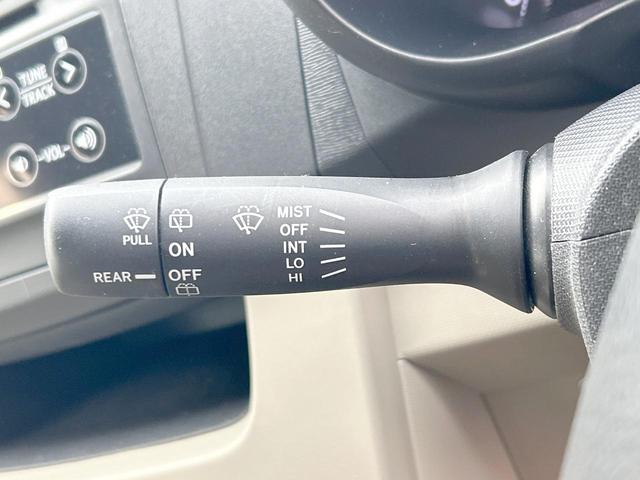 TUNE
TRACK
-VOL-
PULL
REAR
ON
OFF
MIST
OFF
INT
LO
HI